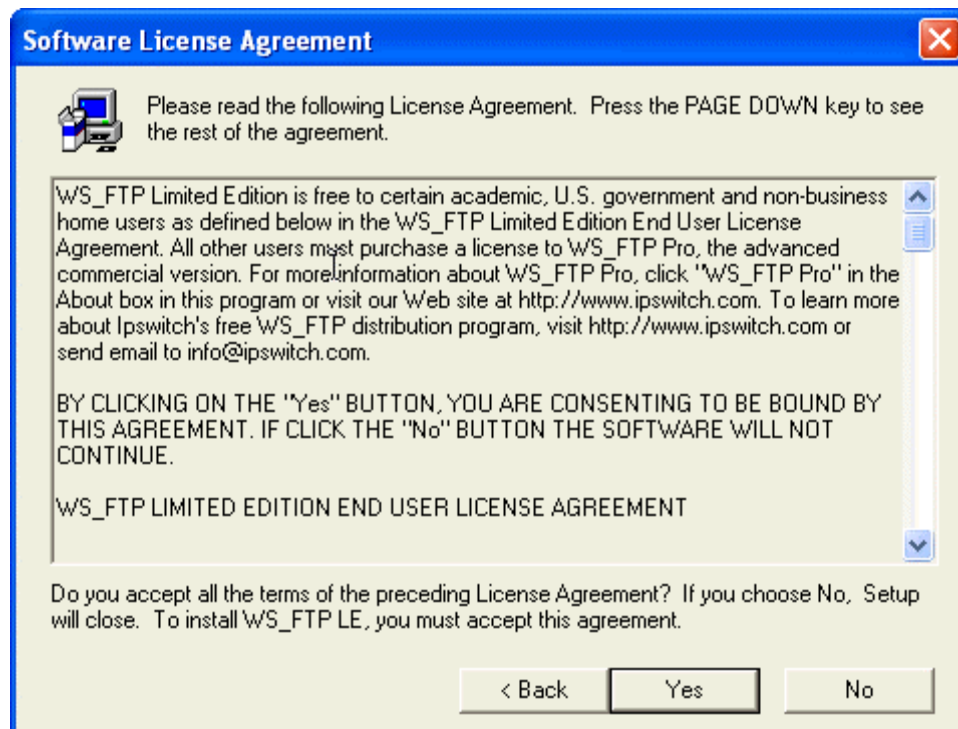 Software License Agreement
Please read the following License Agreement.  Press the PAGE DOWN key to see
the rest of the agreement.
WS_FTP Limited Edition is free to certain academic, U.S. government and non-business
home users as defined below in the WS_FTP Limited Edition End User License
Agreement. All other users must purchase a license to WS_FTP Pro, the advanced
commercial version. For more information about WS_FTP Pro, click "WS_FTP Pro" in the
About box in this program or visit our Web site at http://www.ipswitch.com. To learn more
about Ipswitch's free WS_FTP distribution program, visit http://www.ipswitch.com or
send email to info@ipswitch.com.
BY CLICKING ON THE "Yes" BUTTON, YOU ARE CONSENTING TO BE BOUND BY
THIS AGREEMENT. IF CLICK THE "No" BUTTON THE SOFTWARE WILL NOT
CONTINUE.
WS_FTP LIMITED EDITION END USER LICENSE AGREEMENT
Do you accept all the terms of the preceding License Agreement?  If you choose No,  Setup
will close.  To install WS_FTP LE, you must accept this agreement.
< Back
Yes
No